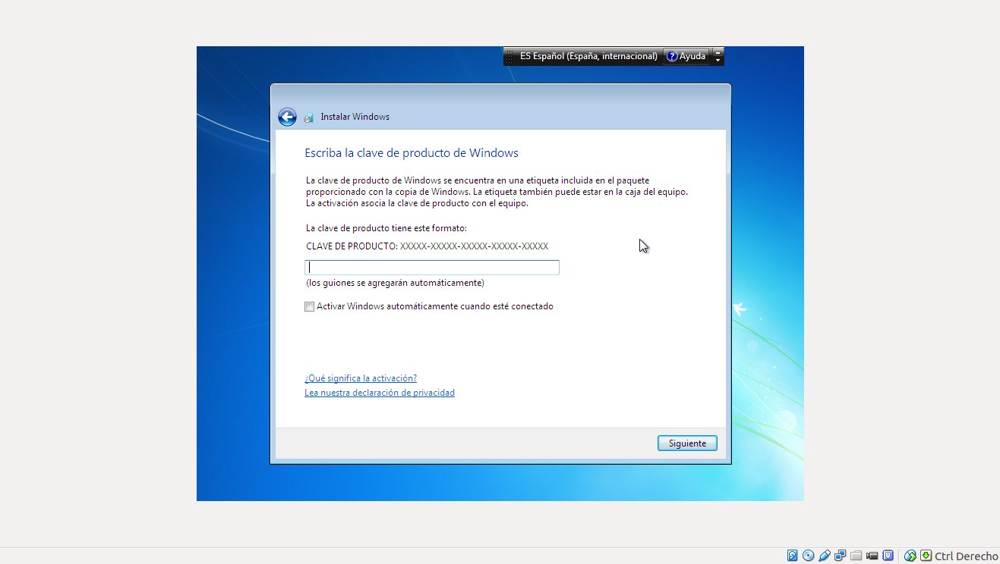 ES Español (España, internacional) ? Ayuda
Instalar Windows
Escriba la clave de producto de Windows
La clave de producto de Windows se encuentra en una etiqueta incluida en el paquete
proporcionado con la copia de Windows. La etiqueta también puede estar en la caja del equipo.
La activación asocia la clave de producto con el equipo.
La clave de producto tiene este formato:
CLAVE DE PRODUCTO: XXXXX-XXXXX-XXXXX-XXXXX-XXXXX
(los guiones se agregarán automáticamente)
Activar Windows automáticamente cuando esté conectado
¿Qué significa la activación?
Lea nuestra declaración de privacidad
Siguiente
Ctrl Derecho